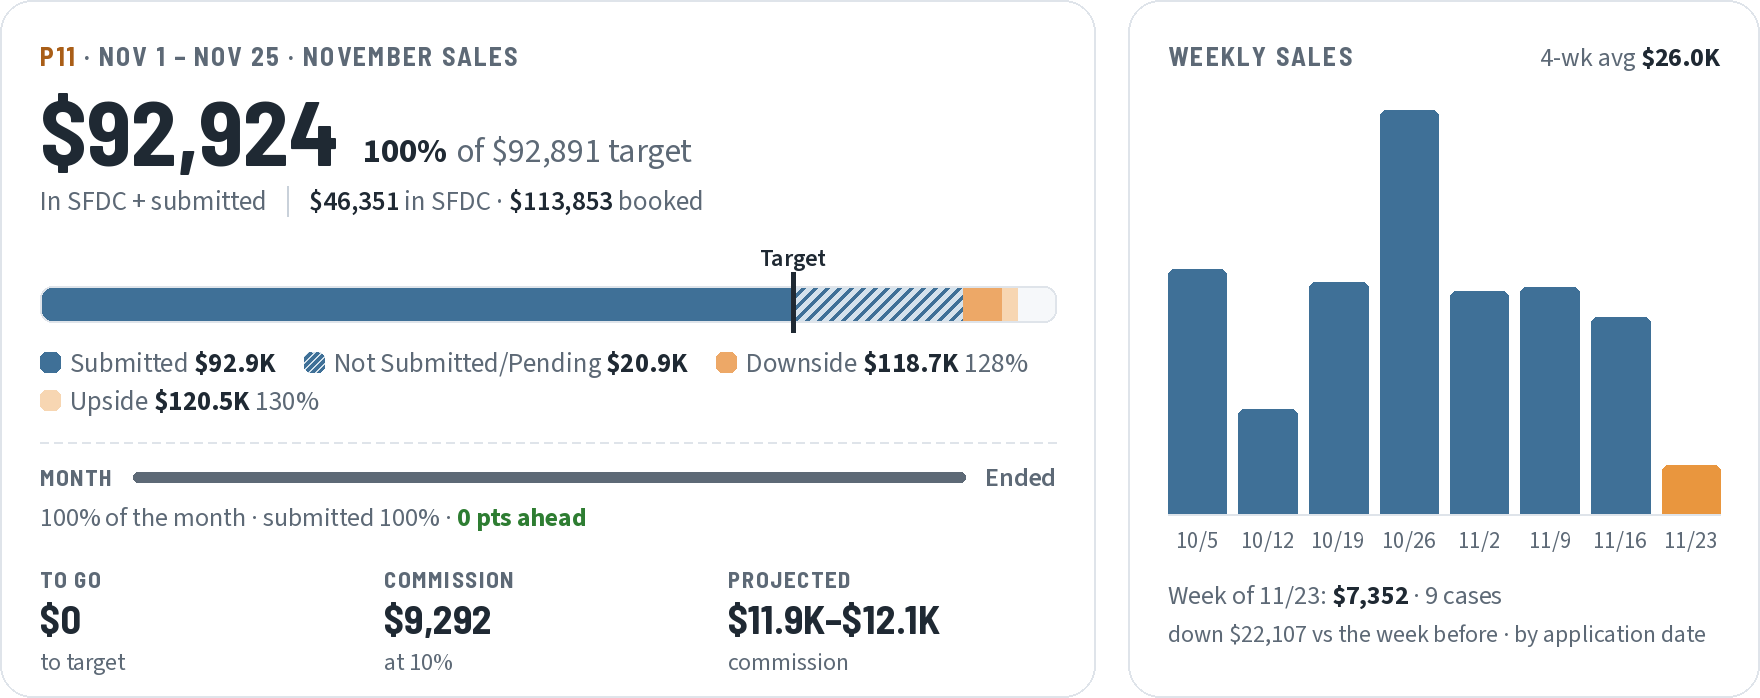 P11 · NOV 1 – NOV 25 · NOVEMBER SALES
$92,924 100% of $92,891 target
In SFDC + submitted $46,351 in SFDC · $113,853 booked
Target
Submitted $92.9K Not Submitted/Pending $20.9K Downside $118.7K 128%
Upside $120.5K 130%
MONTH Ended
100% of the month · submitted 100% · 0 pts ahead
TO GO COMMISSION PROJECTED
$0 $9,292 $11.9K–$12.1K
to target at 10% commission
WEEKLY SALES 4-wk avg $26.0K
10/5 10/12 10/19 10/26 11/2 11/9 11/16 11/23
Week of 11/23: $7,352 · 9 cases
down $22,107 vs the week before · by application date